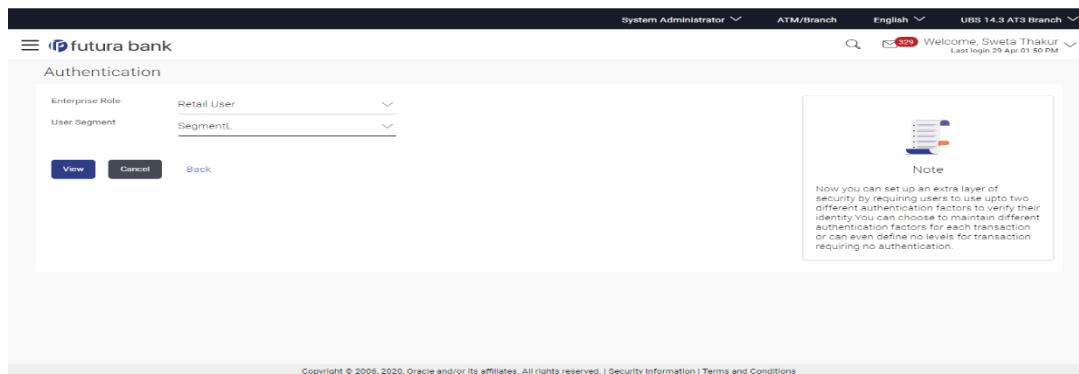 System Administrator ATM/Branch English UBS 14.3 AT3 Branch
futura bank 329 Welcome, Sweta Thakur
Last login 29 Apr 01:50 PM
Authentication
Enterprise Role Retail User
User Segment SegmentL
View Cancel Back
Note
Now you can set up an extra layer of
security by requiring users to use upto two
different authentication factors to verify their
identity.You can choose to maintain different
authentication factors for each transaction
or can even define no levels for transaction
requiring no authentication.
Copyright © 2006, 2020, Oracle and/or its affiliates. All rights reserved. | Security Information | Terms and Conditions